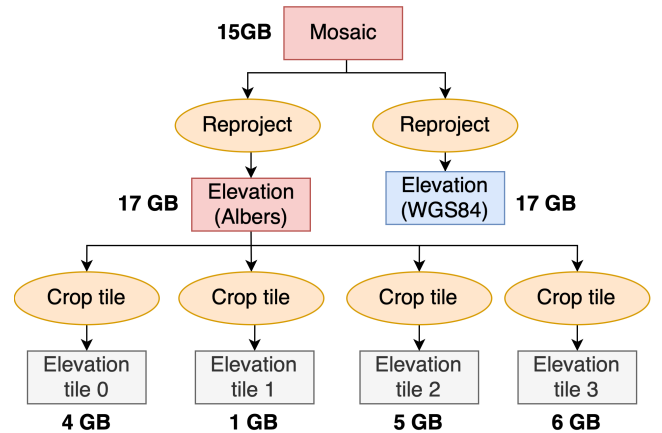 15GB
Mosaic
Reproject
Reproject
17 GB
Elevation
(Albers)
Elevation
(WGS84)
17 GB
Crop tile
Crop tile
Crop tile
Crop tile
Elevation
tile 0
Elevation
tile 1
Elevation
tile 2
Elevation
tile 3
4 GB
1 GB
5 GB
6 GB